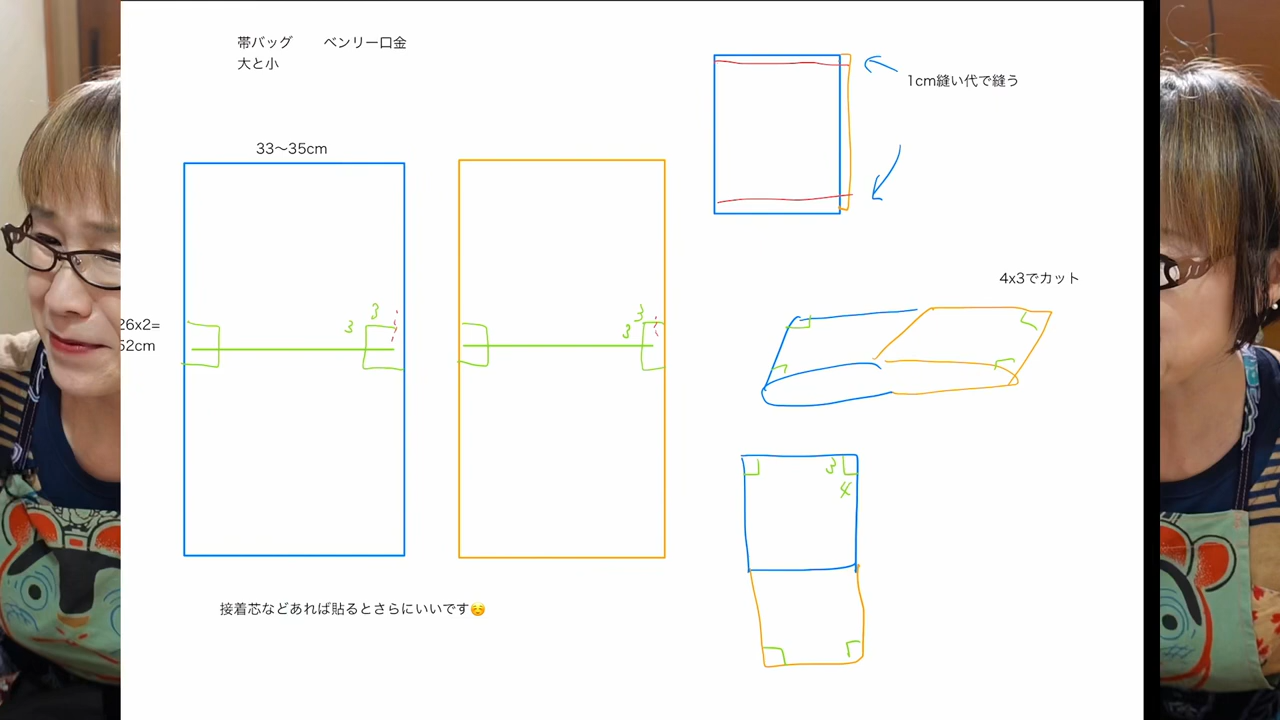 帯バッグ　　ベンリー口金
大と小
33〜35cm
26x2=
52cm
3
3
3
3
接着芯などあれば貼るとさらにいいです☺️
1cm縫い代で縫う
4x3でカット
3
4